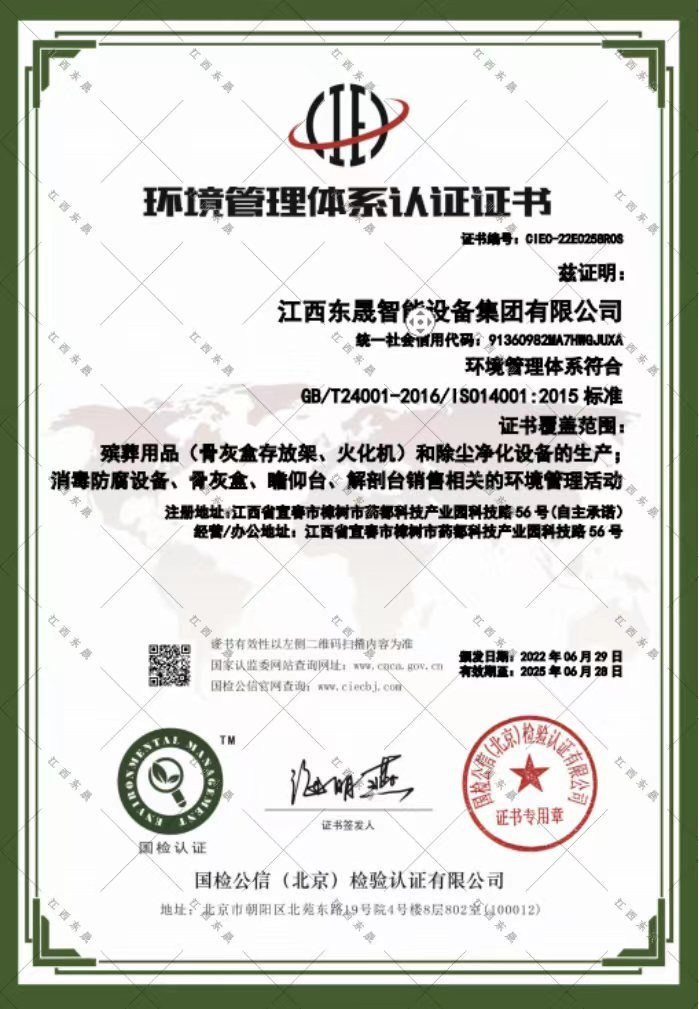 CIEC
环境管理体系认证证书
证书编号：CIEC-22E0258R0S
兹证明：
江西东晟智能设备集团有限公司
统一社会信用代码：91360982MA7HWGJUXA
环境管理体系符合
GB/T24001-2016/ISO14001:2015 标准
证书覆盖范围：
殡葬用品（骨灰盒存放架、火化机）和除尘净化设备的生产；
消毒防腐设备、骨灰盒、瞻仰台、解剖台销售相关的环境管理活动
注册地址：江西省宜春市樟树市药都科技产业园科技路 56 号(自主承诺)
经营/办公地址：江西省宜春市樟树市药都科技产业园科技路 56 号
证书有效性以左侧二维码扫描内容为准
国家认监委网站查询网址：www.cnca.gov.cn
国检公信官网查询：www.ciecbj.com
颁发日期：2022 年 06 月 29 日
有效期至：2025 年 06 月 28 日
ENVIRONMENTAL MANAGEMENT
TM
国检认证
证书签发人
国检公信(北京)检验认证有限公司
证书专用章
国检公信（北京）检验认证有限公司
地址：北京市朝阳区北苑东路19号院4号楼8层802室(100012)
江西东晟